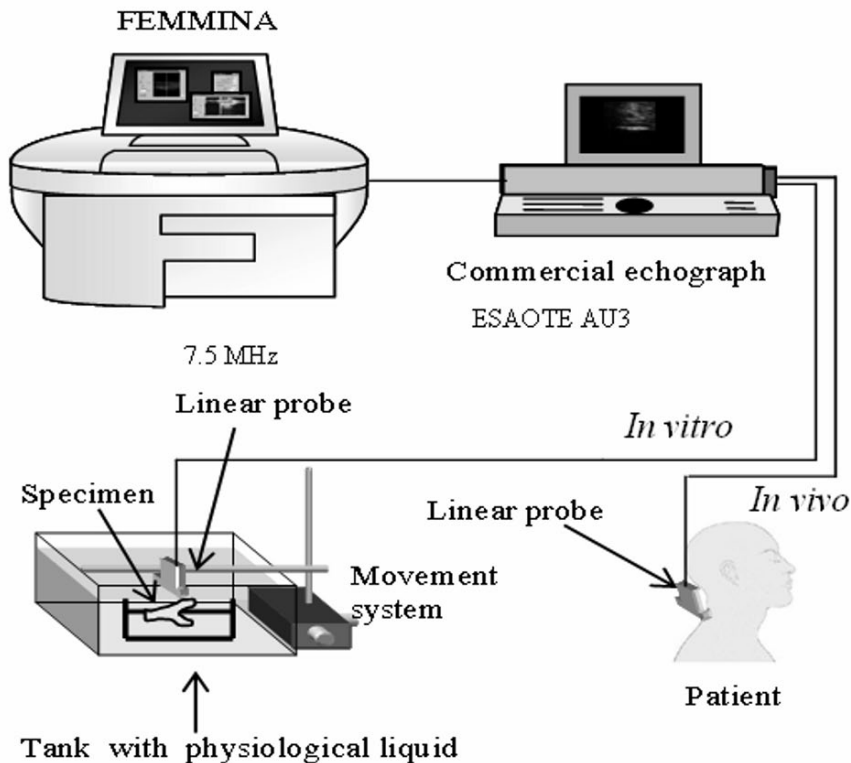 FEMMINA
Commercial echograph
ESAOTE AU3
7.5 MHz
Linear probe
In vitro
Specimen
Linear probe
In vivo
Movement
system
Patient
Tank with physiological liquid